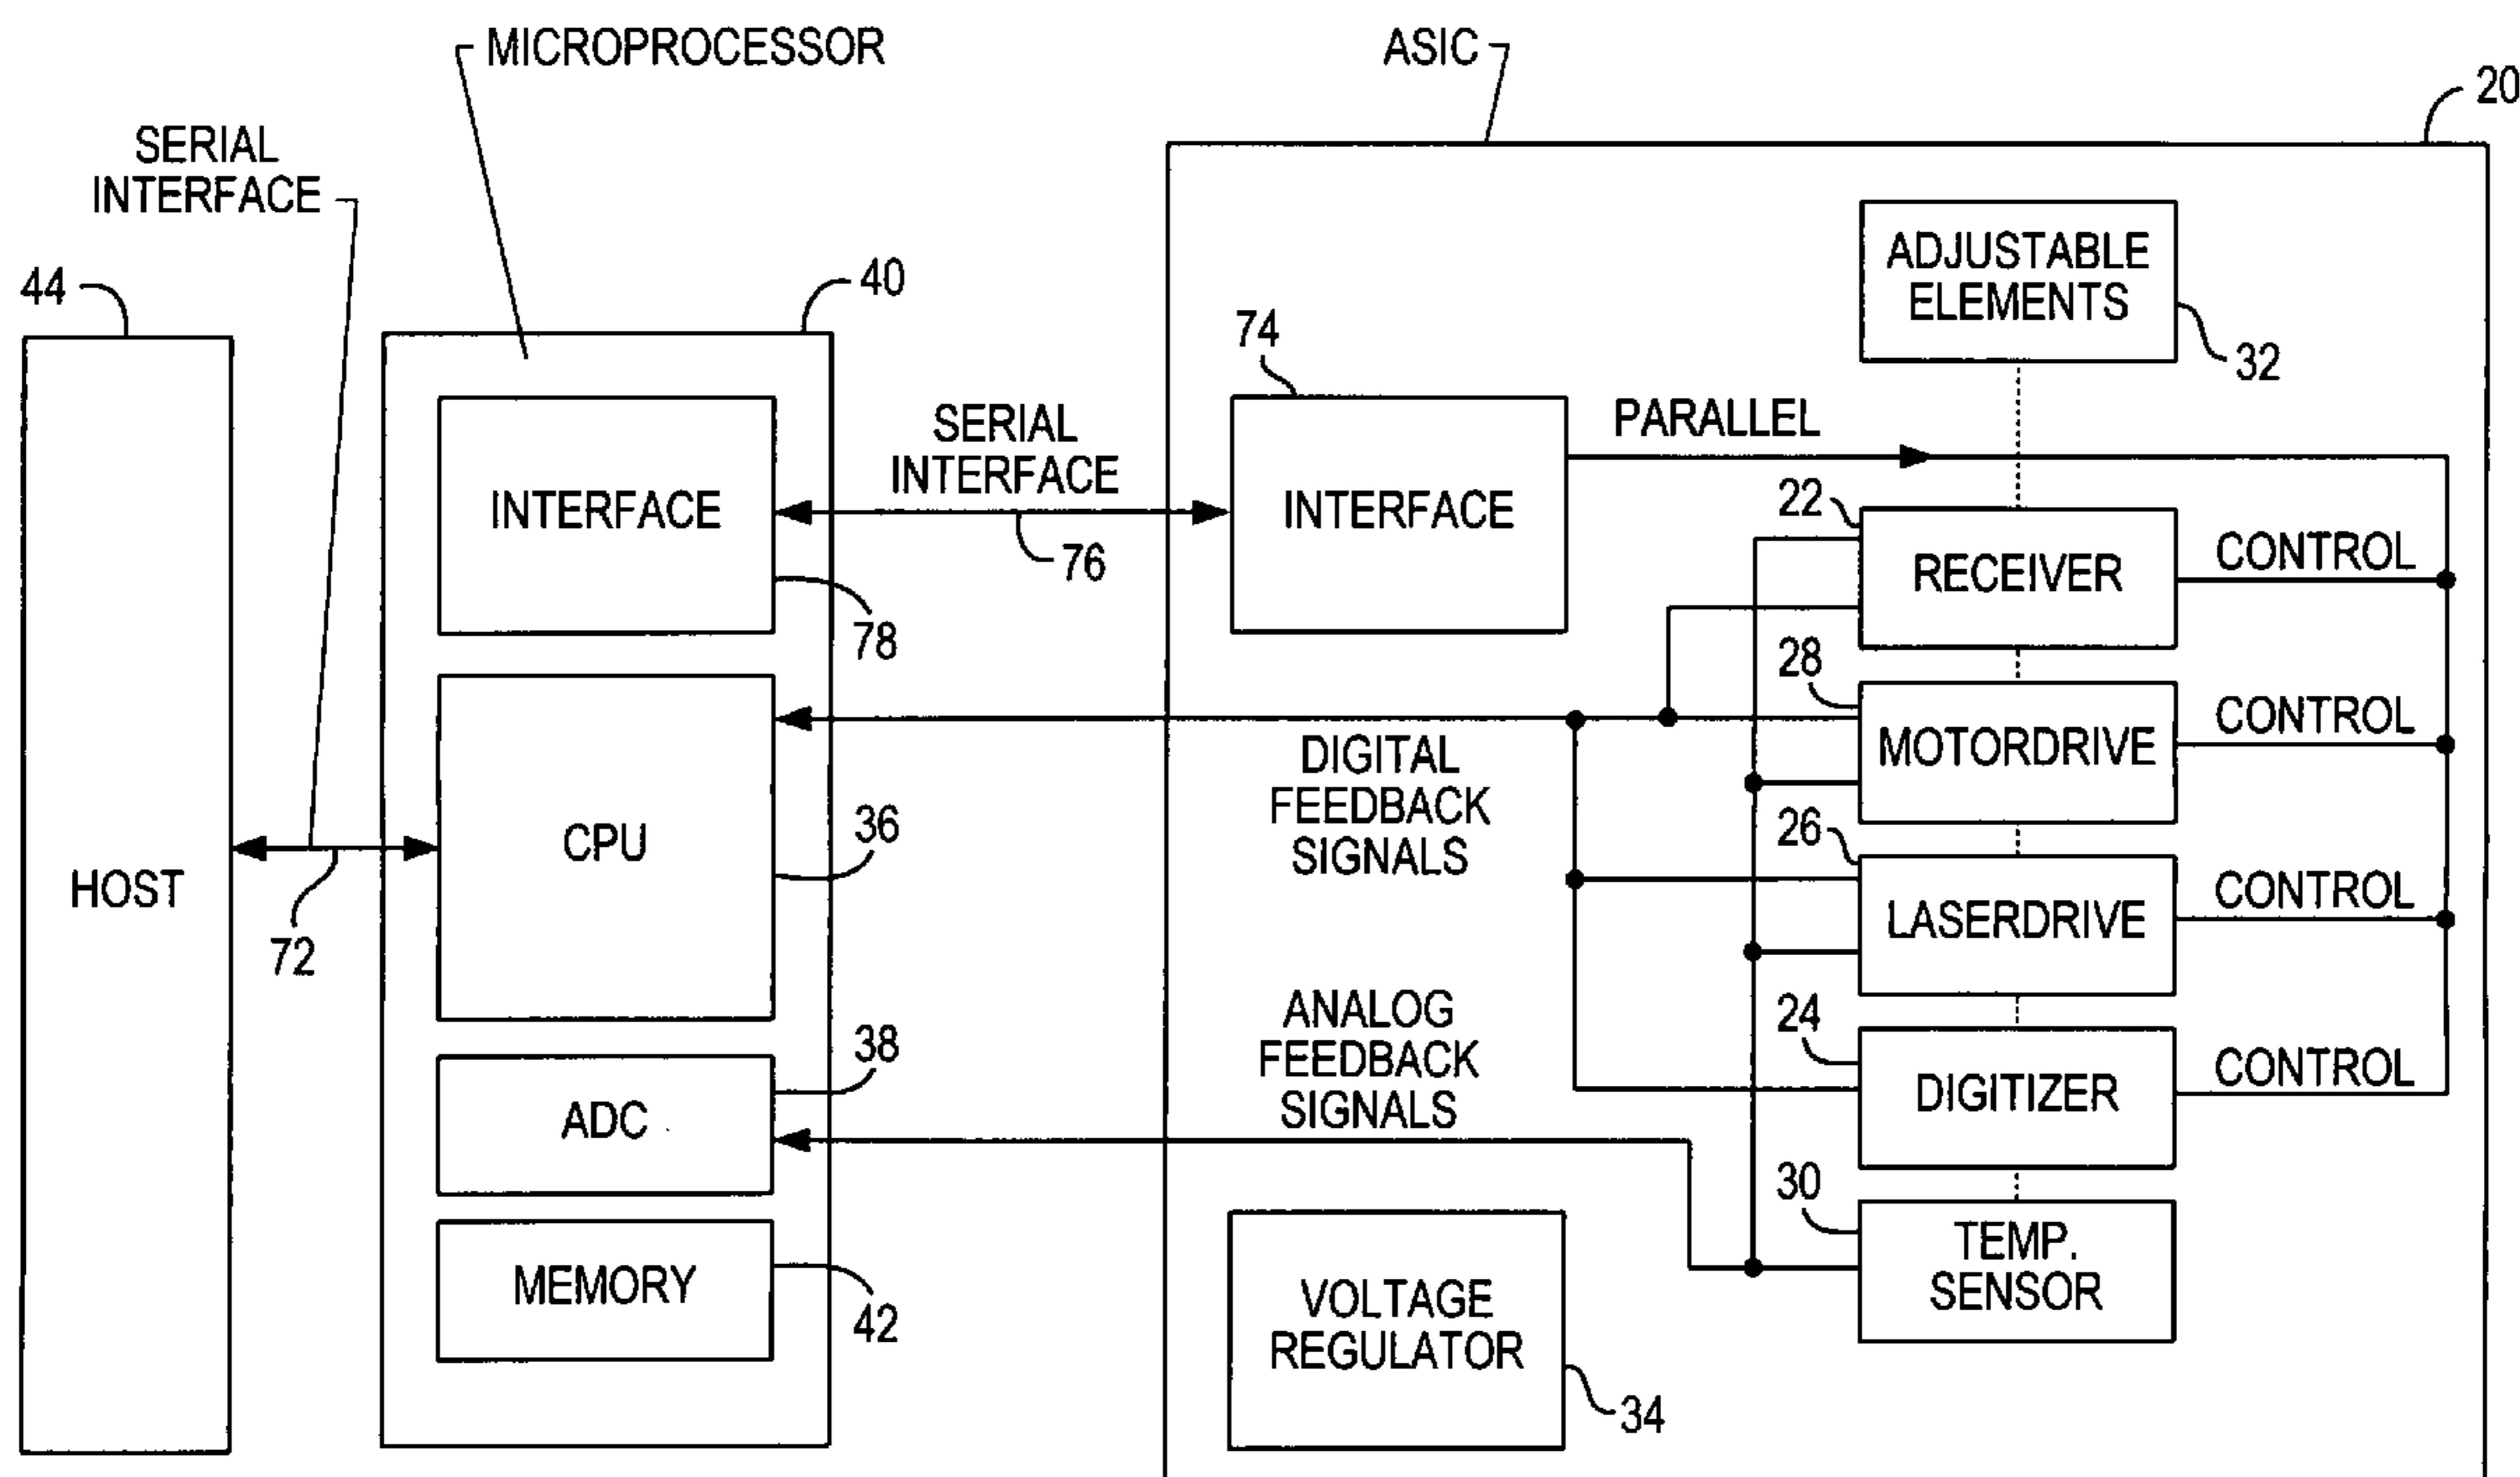 MICROPROCESSOR
ASIC
20
SERIAL
INTERFACE
44
40
ADJUSTABLE
ELEMENTS
32
74
SERIAL
INTERFACE
PARALLEL
INTERFACE
INTERFACE
76
78
22
RECEIVER
CONTROL
28
MOTORDRIVE
CONTROL
DIGITAL
FEEDBACK
SIGNALS
HOST
72
CPU
36
26
LASERDRIVE
CONTROL
ANALOG
FEEDBACK
SIGNALS
24
DIGITIZER
CONTROL
ADC
38
30
TEMP.
SENSOR
MEMORY
42
VOLTAGE
REGULATOR
34